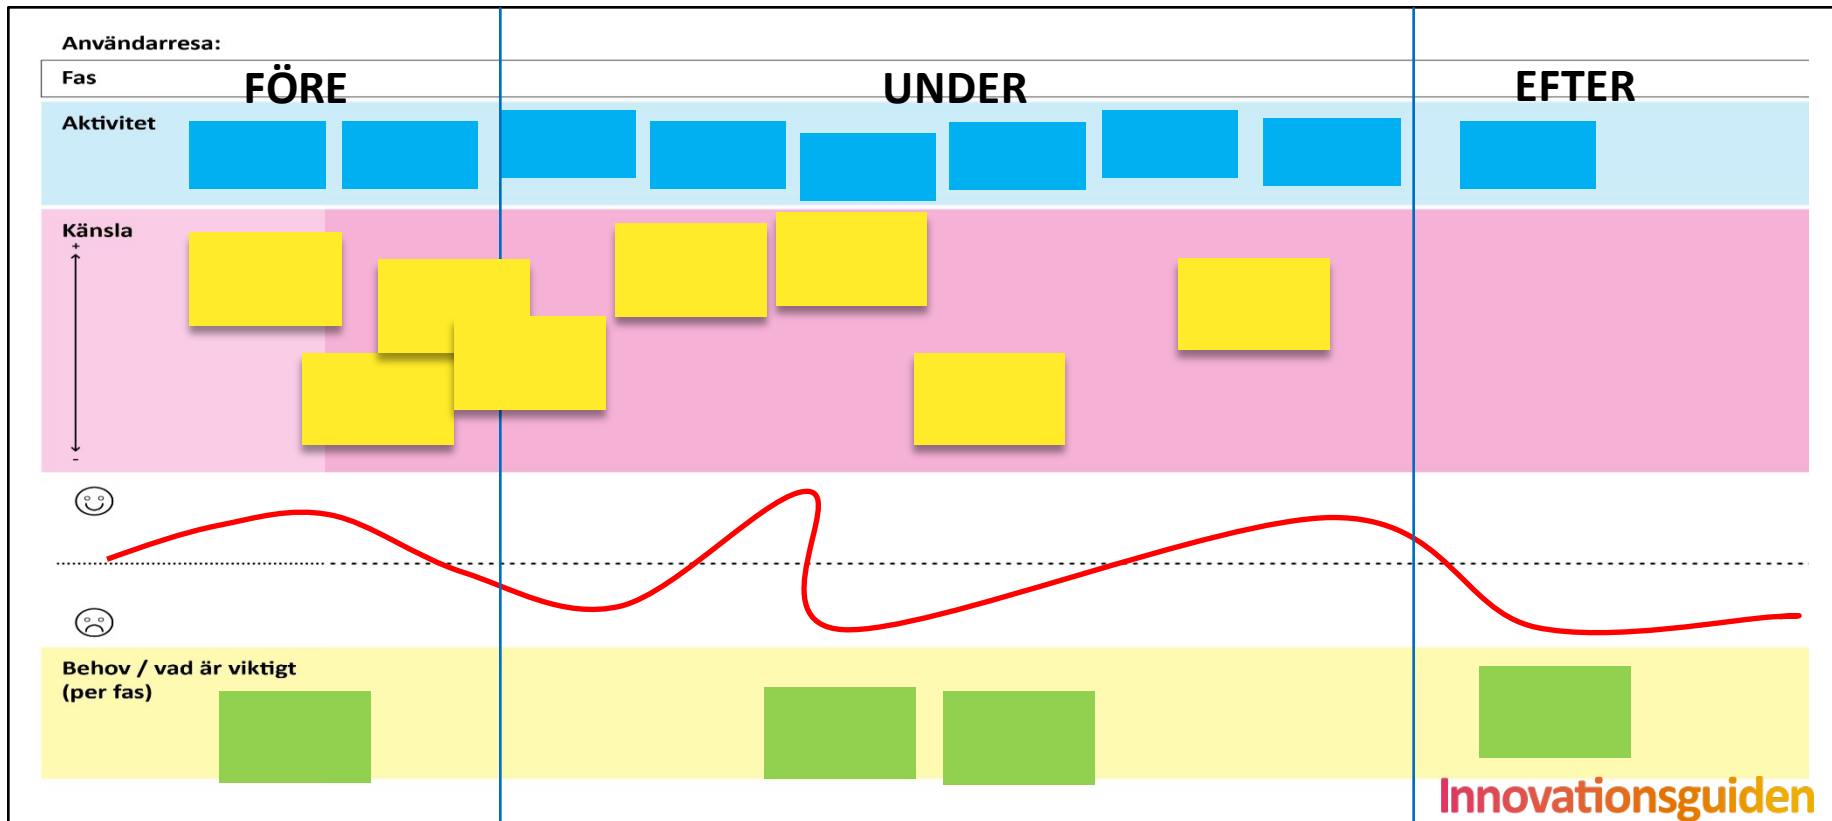 Användarresa:
Fas
FÖRE
UNDER
EFTER
Aktivitet
Känsla
+
-
Behov / vad är viktigt
(per fas)
Innovationsguiden